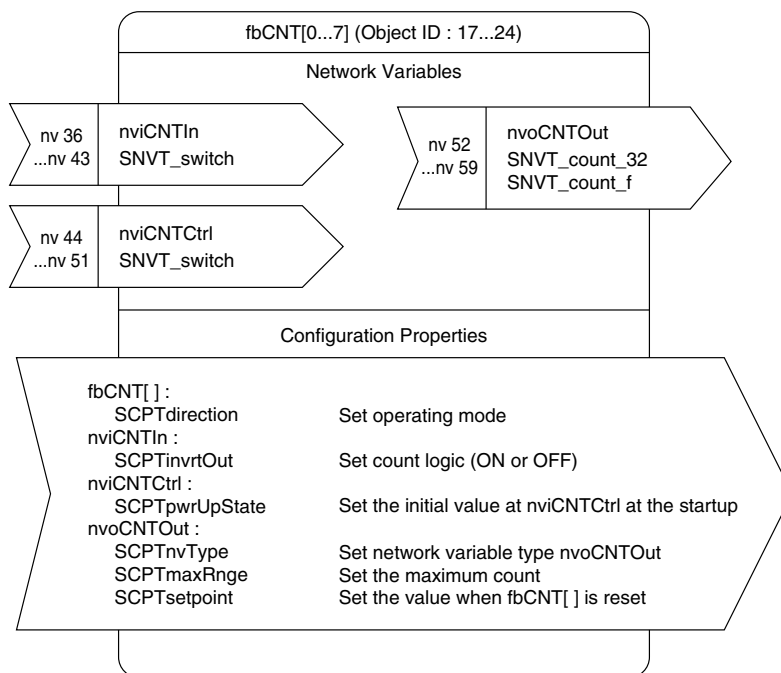 fbCNT[0...7] (Object ID : 17...24)
Network Variables
nv 36
...nv 43
nviCNTIn
SNVT_switch
nv 52
...nv 59
nvoCNTOut
SNVT_count_32
SNVT_count_f
nv 44
...nv 51
nviCNTCtrl
SNVT_switch
Configuration Properties
fbCNT[ ] :
SCPTdirection Set operating mode
nviCNTIn :
SCPTinvrtOut Set count logic (ON or OFF)
nviCNTCtrl :
SCPTpwrUpState Set the initial value at nviCNTCtrl at the startup
nvoCNTOut :
SCPTnvType Set network variable type nvoCNTOut
SCPTmaxRnge Set the maximum count
SCPTsetpoint Set the value when fbCNT[ ] is reset